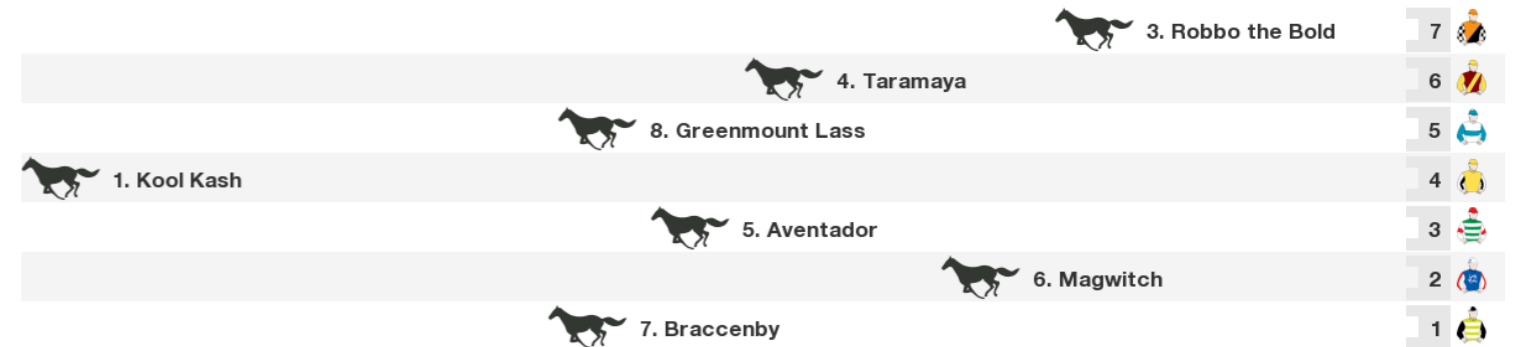 3. Robbo the Bold 7
4. Taramaya 6
8. Greenmount Lass 5
1. Kool Kash 4
5. Aventador 3
6. Magwitch 2
7. Braccenby 1